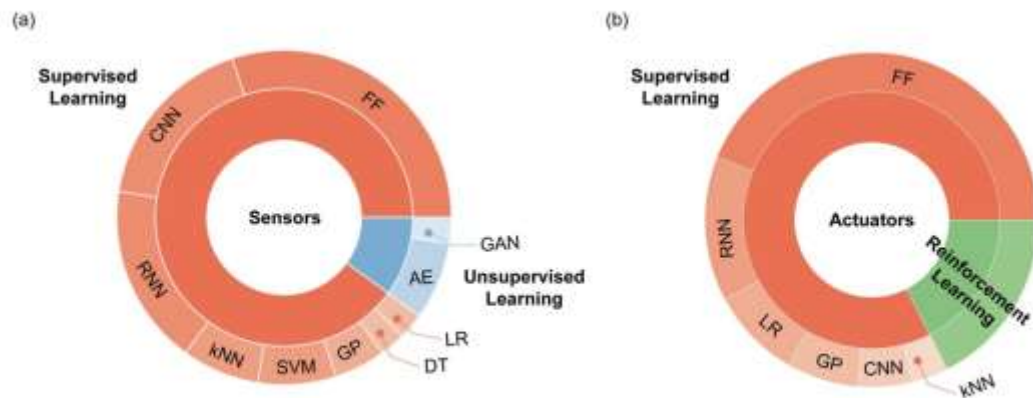 (a)
Supervised
Learning
CNN
FF
RNN
kNN
SVM
GP
DT
LR
AE
GAN
Sensors
Unsupervised
Learning
(b)
Supervised
Learning
FF
RNN
LR
GP
CNN
kNN
Actuators
Reinforcement
Learning